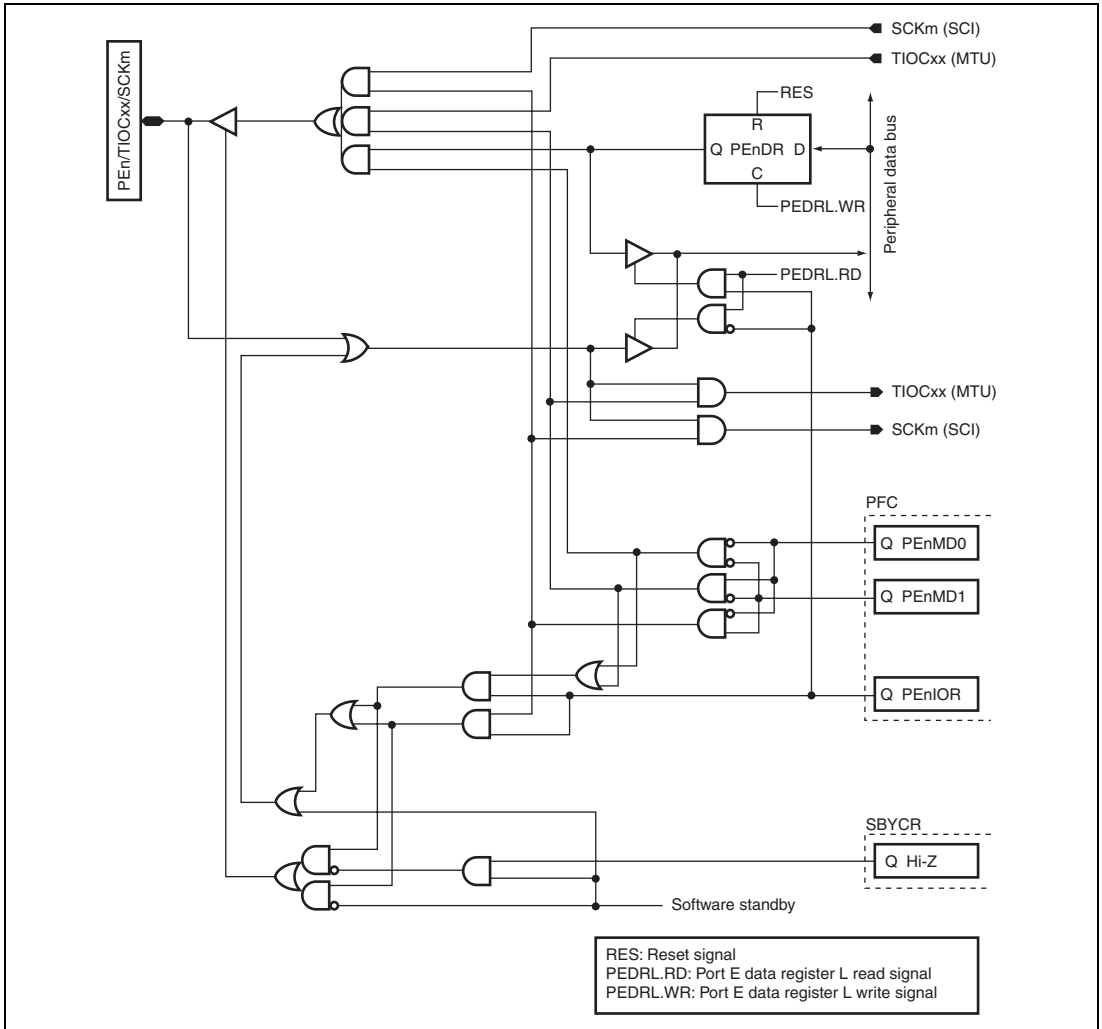 PEn/TIOCxx/SCKm
SCKm (SCI)
TIOCxx (MTU)
RES
R
Q PEnDR D
C
PEDRL.WR
Peripheral data bus
PEDRL.RD
TIOCxx (MTU)
SCKm (SCI)
PFC
Q PEnMD0
Q PEnMD1
Q PEnIOR
SBYCR
Q Hi-Z
Software standby
RES: Reset signal
PEDRL.RD: Port E data register L read signal
PEDRL.WR: Port E data register L write signal